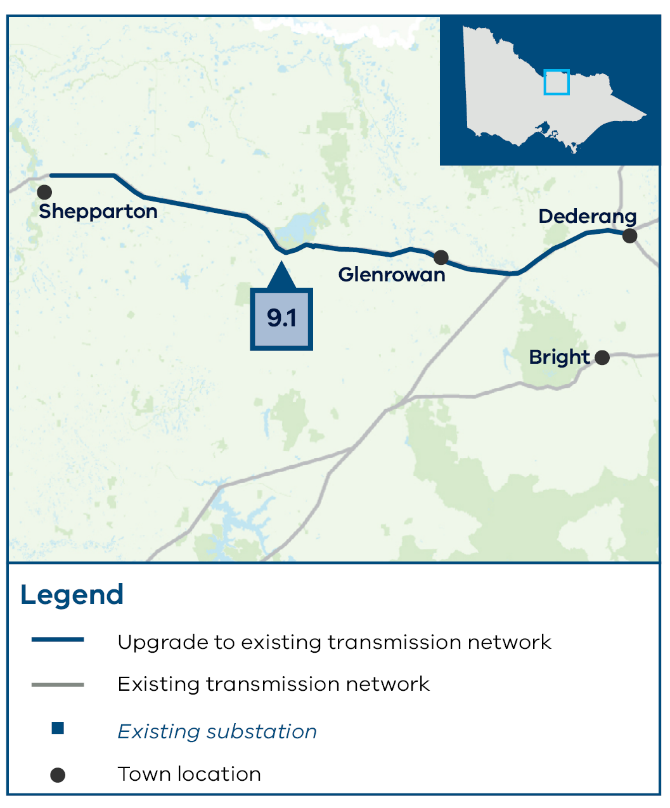 Shepparton
Dederang
Glenrowan
9.1
Bright
Legend
Upgrade to existing transmission network
Existing transmission network
Existing substation
Town location